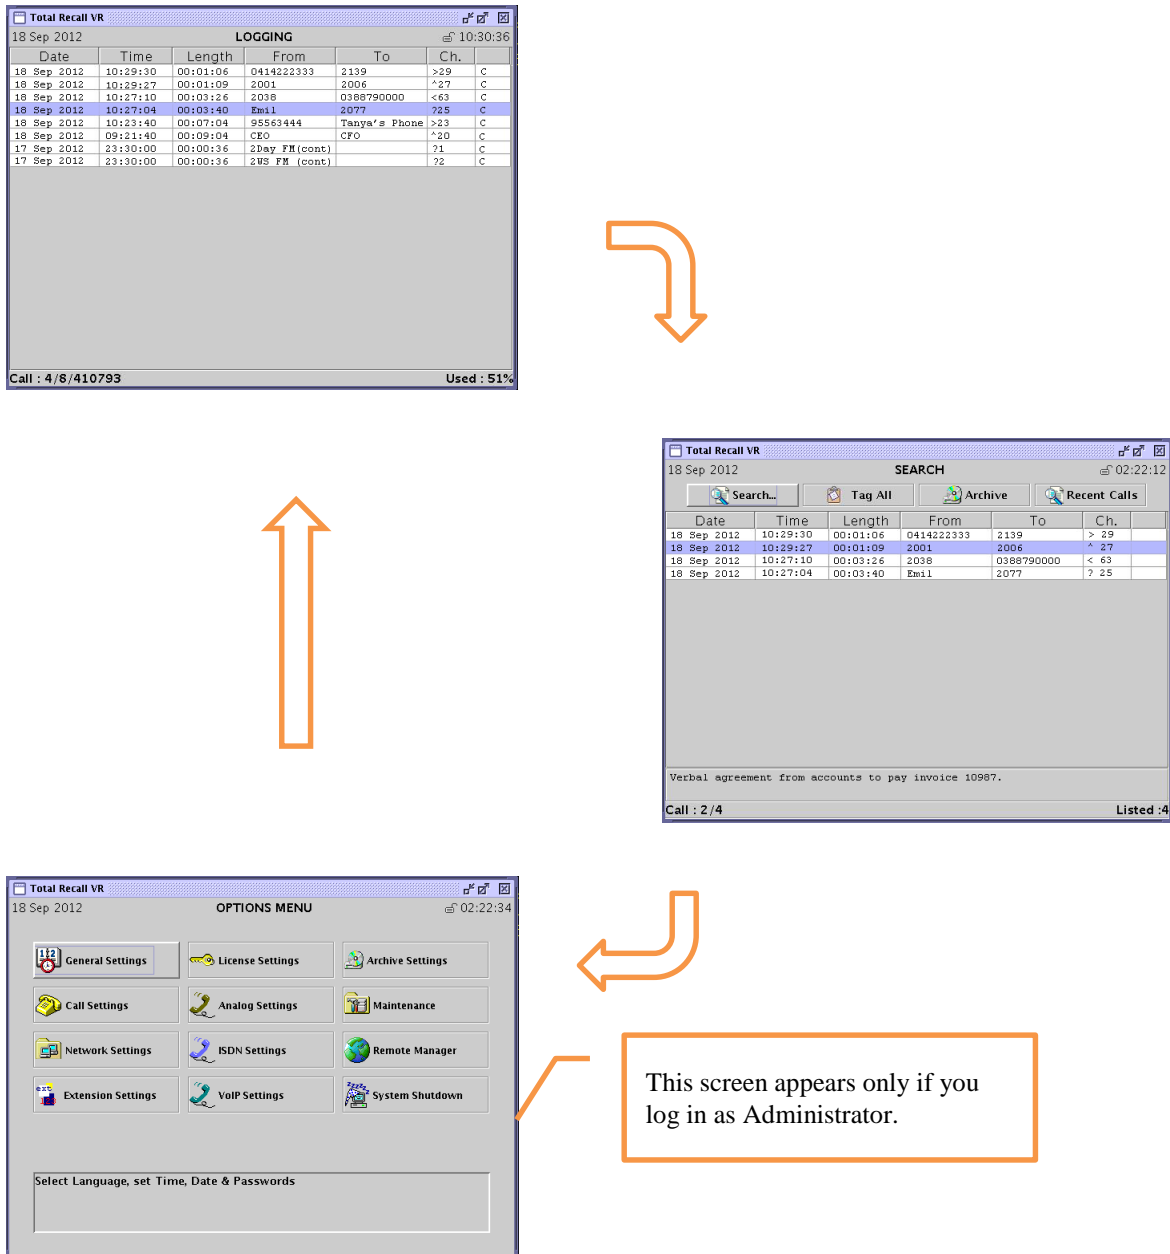 Total Recall VR
18 Sep 2012 LOGGING 10:30:36
Date Time Length From To Ch.
18 Sep 2012 10:29:30 00:01:06 0414222333 2139 >29 C
18 Sep 2012 10:29:27 00:01:09 2001 2006 ^27 C
18 Sep 2012 10:27:10 00:03:26 2038 0388790000 <63 C
18 Sep 2012 10:27:04 00:03:40 Emil 2077 ?25 C
18 Sep 2012 10:23:40 00:07:04 95563444 Tanya's Phone >23 C
18 Sep 2012 09:21:40 00:09:04 CEO CFO ^20 C
17 Sep 2012 23:30:00 00:00:36 2Day FM(cont) ?1 C
17 Sep 2012 23:30:00 00:00:36 2WS FM (cont) ?2 C
Call : 4/8/410793 Used : 51%
Total Recall VR
18 Sep 2012 SEARCH 02:22:12
Search... Tag All Archive Recent Calls
Date Time Length From To Ch.
18 Sep 2012 10:29:30 00:01:06 0414222333 2139 > 29
18 Sep 2012 10:29:27 00:01:09 2001 2006 ^ 27
18 Sep 2012 10:27:10 00:03:26 2038 0388790000 < 63
18 Sep 2012 10:27:04 00:03:40 Emil 2077 ? 25
Verbal agreement from accounts to pay invoice 10987.
Call : 2/4 Listed :4
Total Recall VR
18 Sep 2012 OPTIONS MENU 02:22:34
General Settings License Settings Archive Settings
Call Settings Analog Settings Maintenance
Network Settings ISDN Settings Remote Manager
Extension Settings VoIP Settings System Shutdown
Select Language, set Time, Date & Passwords
This screen appears only if you
log in as Administrator.